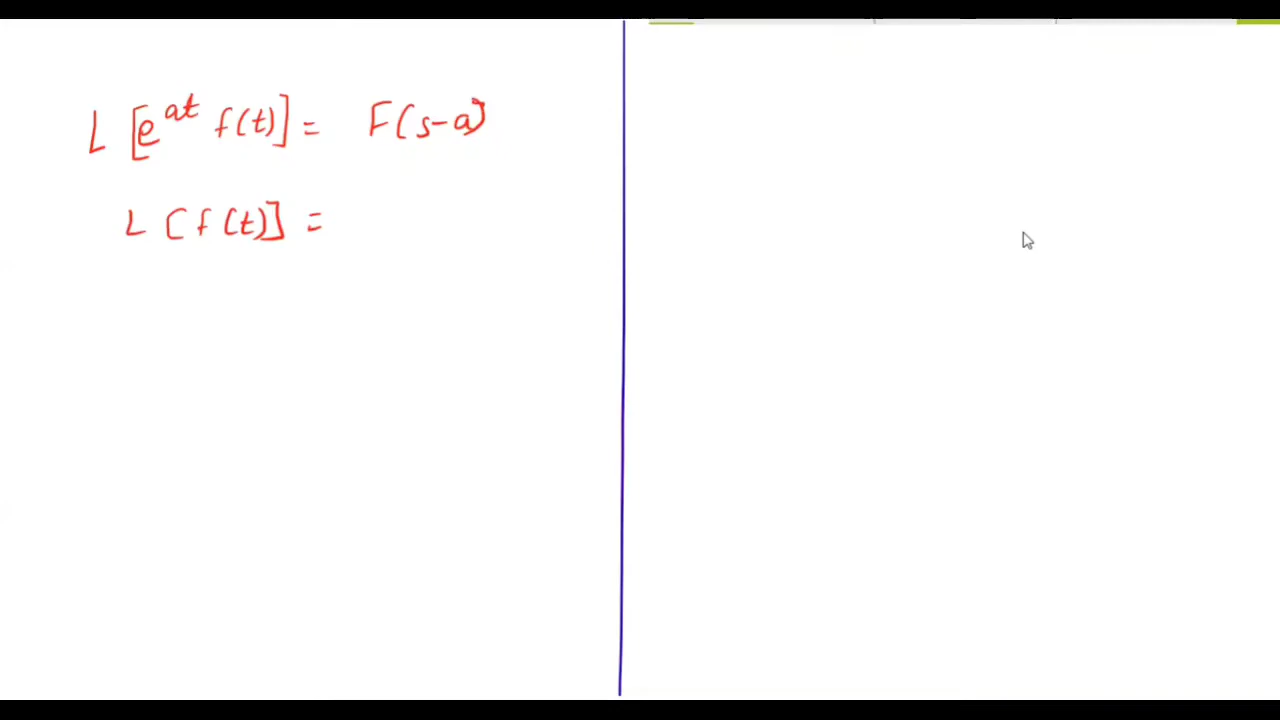 L [e^{at} f(t)] = F(s-a)
L [f(t)] =